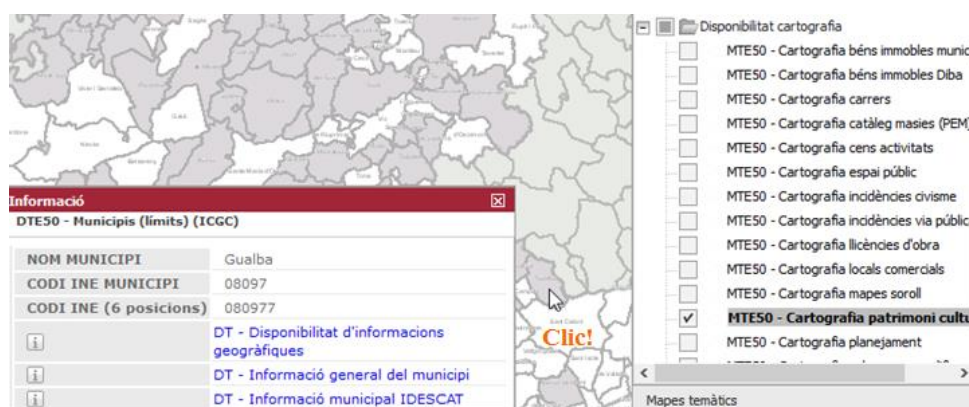 Informació
DTE50 - Municipis (límits) (ICGC)
NOM MUNICIPI Gualba
CODI INE MUNICIPI 08097
CODI INE (6 posicions) 080977
DT - Disponibilitat d'informacions
geogràfiques
DT - Informació general del municipi
DT - Informació municipal IDESCAT
Clic!
Disponibilitat cartografia
MTE50 - Cartografia béns immobles munic
MTE50 - Cartografia béns immobles Diba
MTE50 - Cartografia carrers
MTE50 - Cartografia catàleg masies (PEM)
MTE50 - Cartografia cens activitats
MTE50 - Cartografia espai públic
MTE50 - Cartografia incidències civisme
MTE50 - Cartografia incidències via públic
MTE50 - Cartografia llicències d'obra
MTE50 - Cartografia locals comercials
MTE50 - Cartografia mapes soroll
MTE50 - Cartografia patrimoni cultu
MTE50 - Cartografia planejament
Mapes temàtics